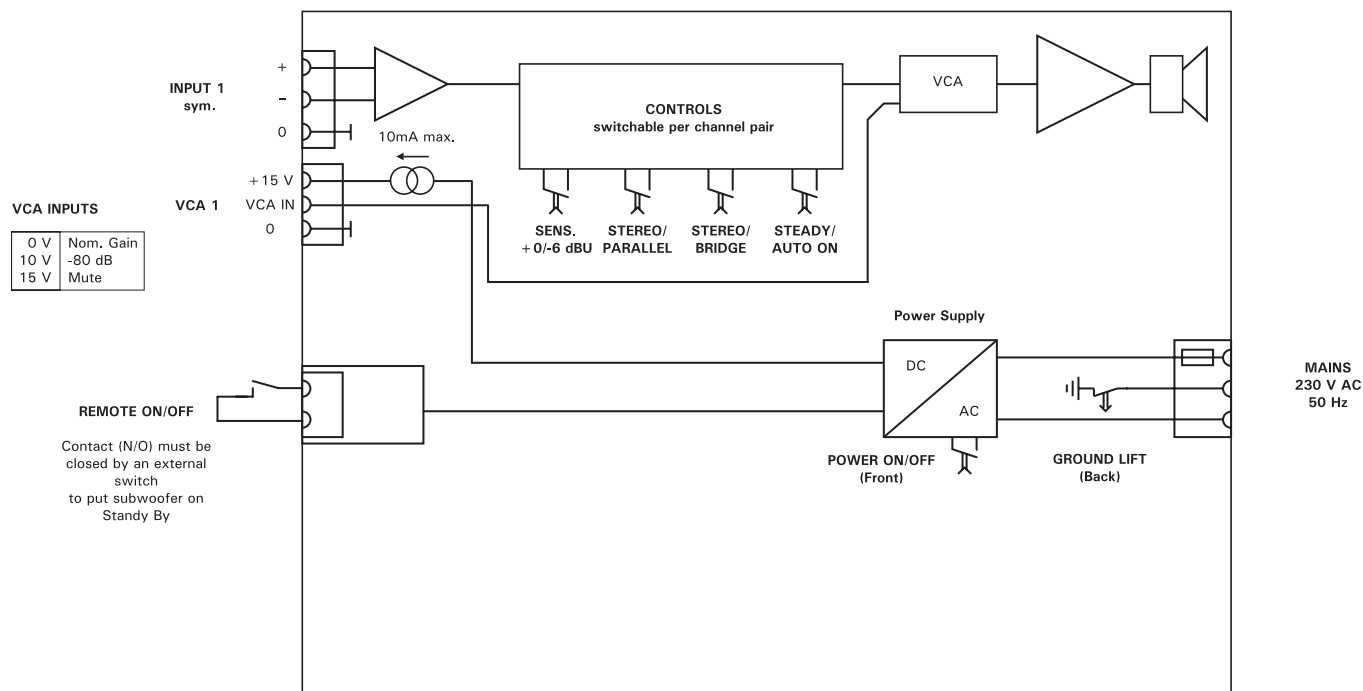 INPUT 1
sym.
+
-
0
10mA max.
CONTROLS
switchable per channel pair
VCA
VCA INPUTS
0 V Nom. Gain
10 V -80 dB
15 V Mute
VCA 1
+15 V
VCA IN
0
SENS.
+0/-6 dBU
STEREO/
PARALLEL
STEREO/
BRIDGE
STEADY/
AUTO ON
Power Supply
DC
AC
MAINS
230 V AC
50 Hz
REMOTE ON/OFF
Contact (N/O) must be
closed by an external
switch
to put subwoofer on
Standy By
POWER ON/OFF
(Front)
GROUND LIFT
(Back)